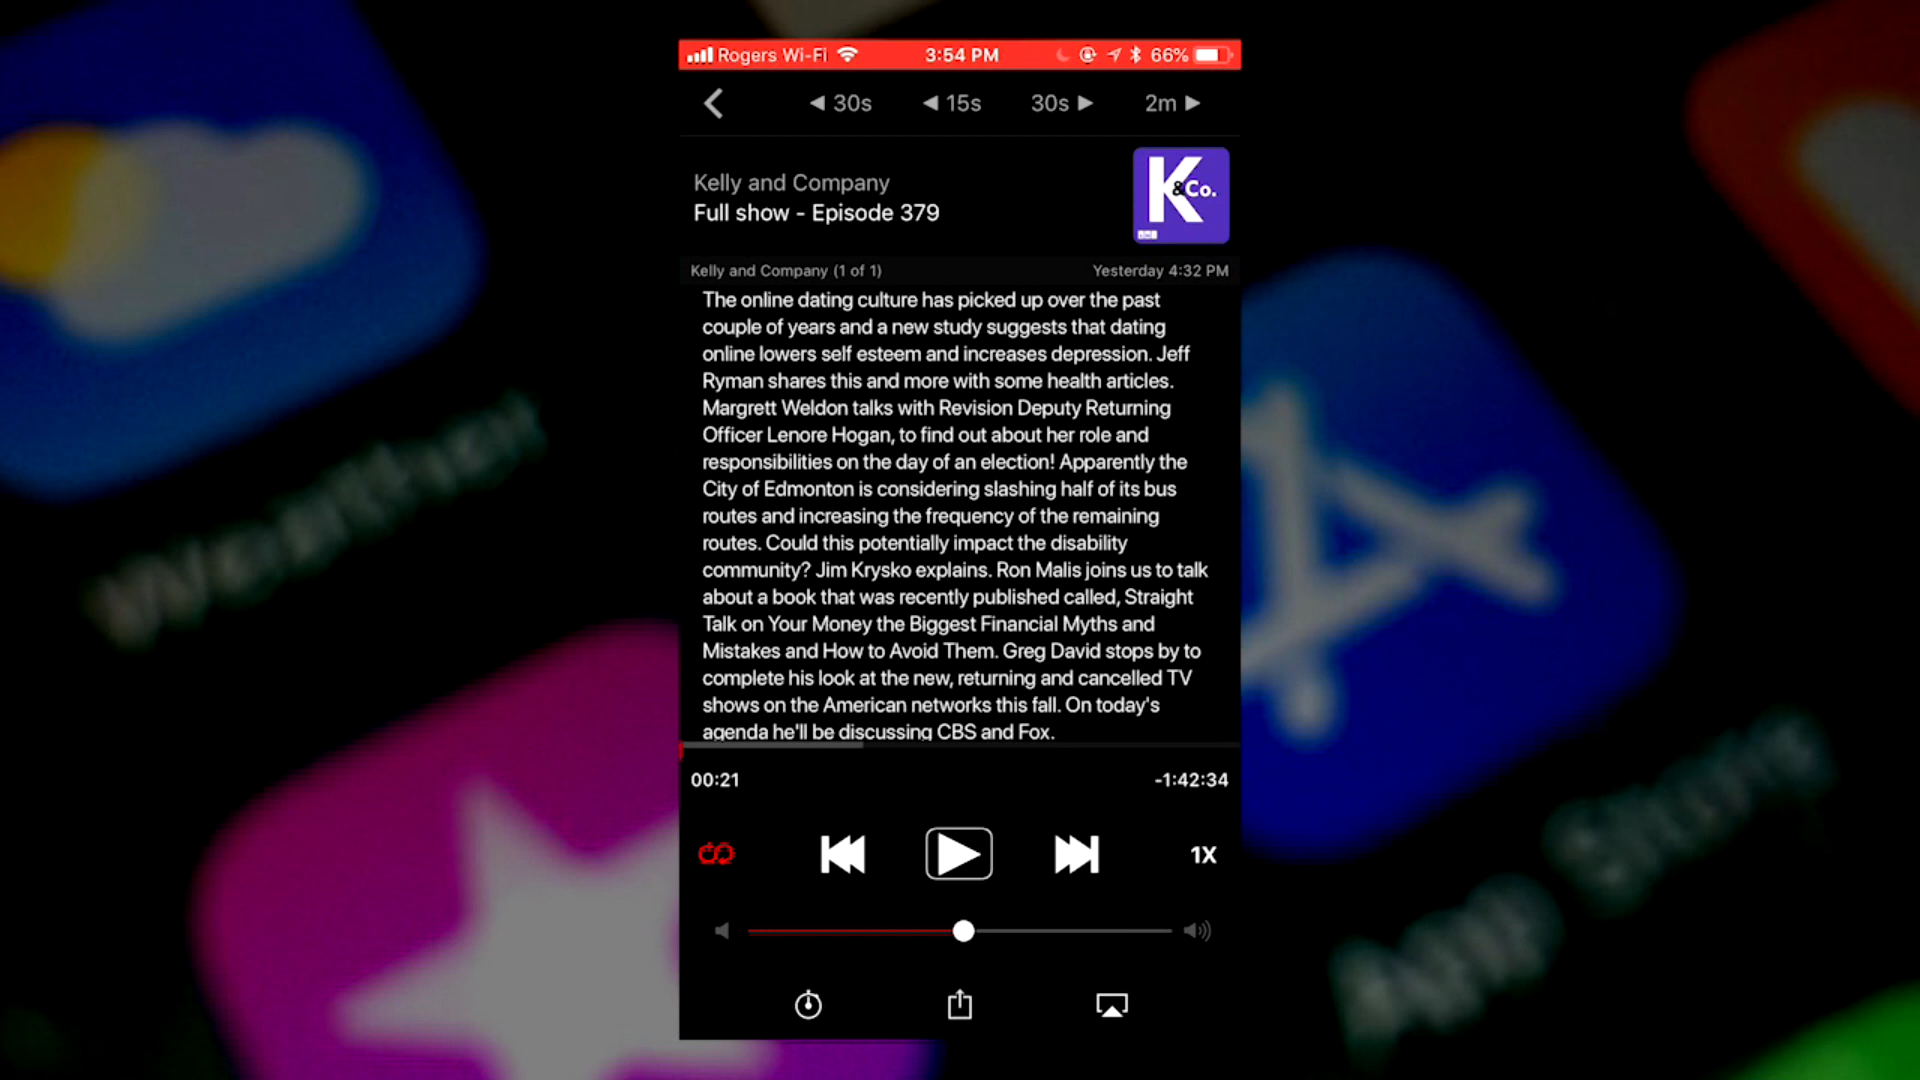 Rogers Wi-Fi 3:54 PM 66%
◀ 30s ◀ 15s 30s ▶ 2m ▶
Kelly and Company
Full show - Episode 379
K
&Co.
Kelly and Company (1 of 1) Yesterday 4:32 PM
The online dating culture has picked up over the past
couple of years and a new study suggests that dating
online lowers self esteem and increases depression. Jeff
Ryman shares this and more with some health articles.
Margrett Weldon talks with Revision Deputy Returning
Officer Lenore Hogan, to find out about her role and
responsibilities on the day of an election! Apparently the
City of Edmonton is considering slashing half of its bus
routes and increasing the frequency of the remaining
routes. Could this potentially impact the disability
community? Jim Krysko explains. Ron Malis joins us to talk
about a book that was recently published called, Straight
Talk on Your Money the Biggest Financial Myths and
Mistakes and How to Avoid Them. Greg David stops by to
complete his look at the new, returning and cancelled TV
shows on the American networks this fall. On today's
agenda he'll be discussing CBS and Fox.
00:21 -1:42:34
1X
Weather
App Store